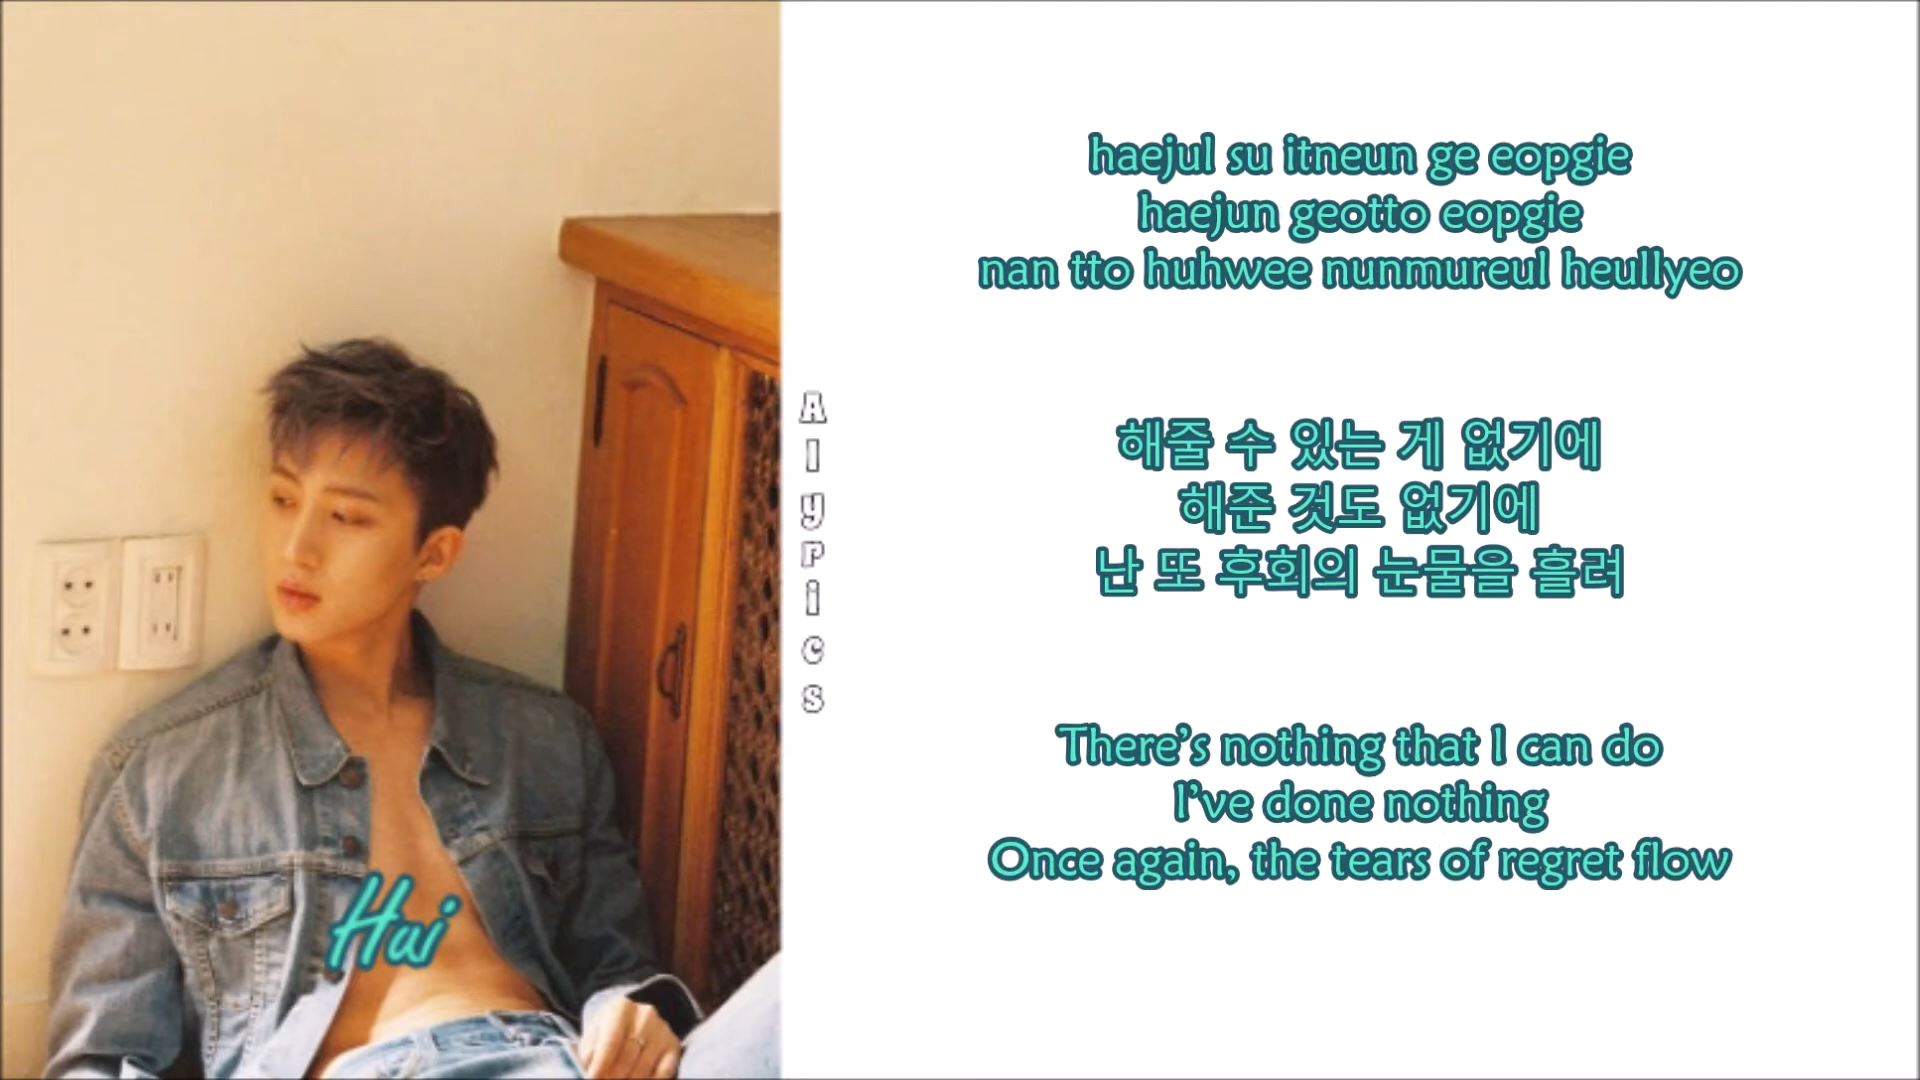 Hui
Alypics
haejul su itneun ge eopgie
haejun geotto eopgie
nan tto huhwee nunmureul heullyeo
해줄 수 있는 게 없기에
해준 것도 없기에
난 또 후회의 눈물을 흘려
There's nothing that I can do
I've done nothing
Once again, the tears of regret flow